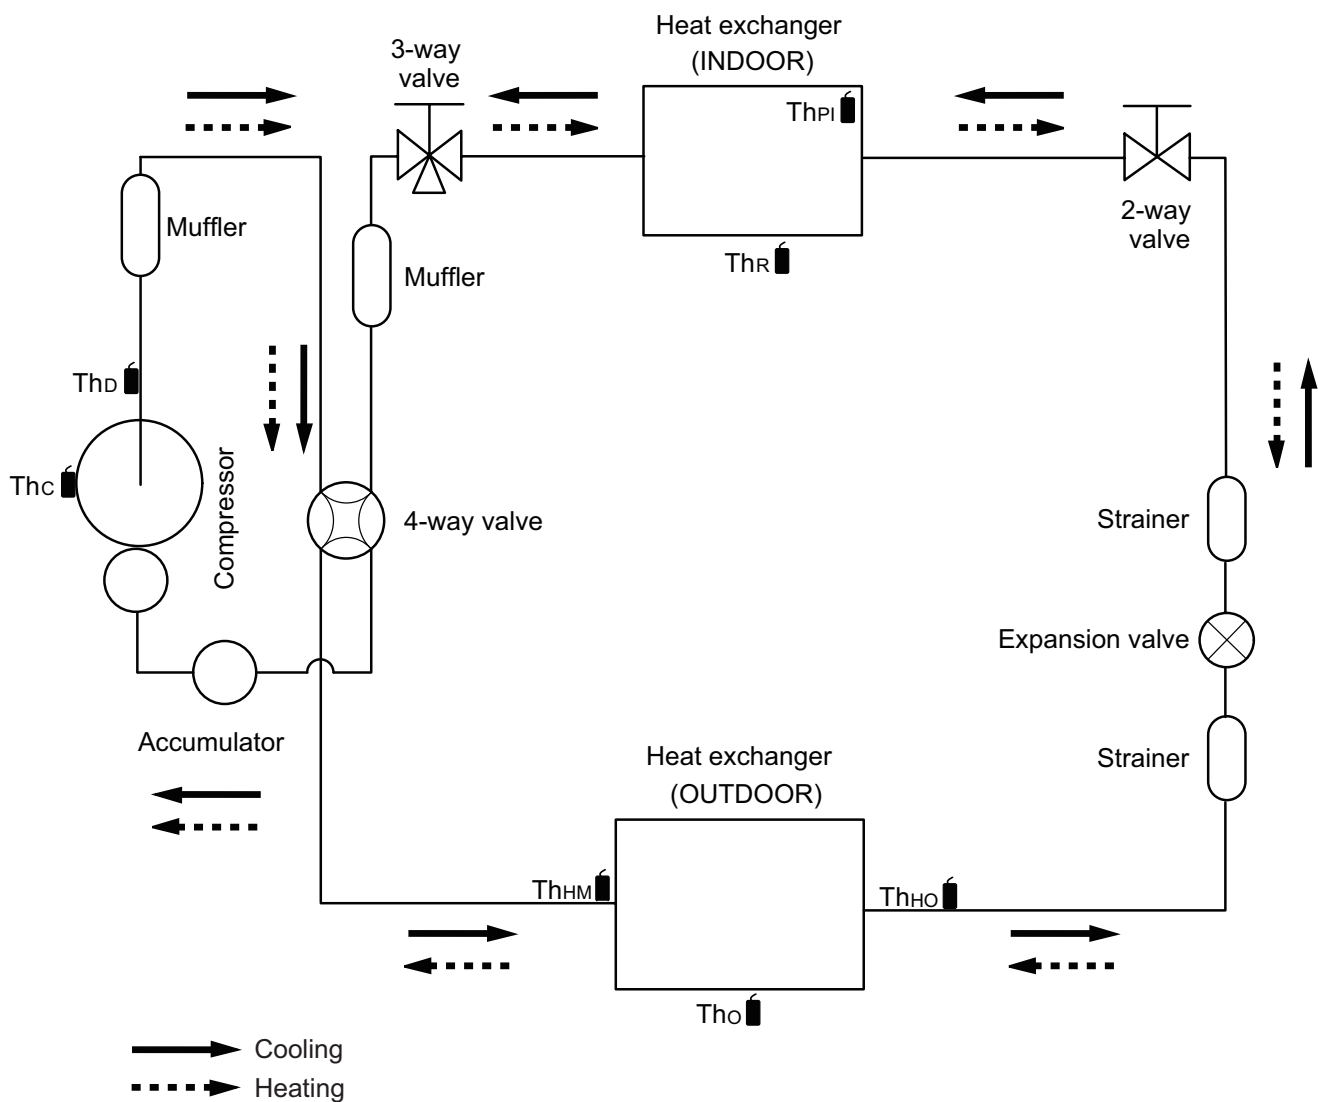 Heat exchanger
(INDOOR)
3-way
valve
ThPI
Muffler
2-way
valve
ThR
Muffler
ThD
ThC
Compressor
4-way valve
Strainer
Expansion valve
Accumulator
Heat exchanger
(OUTDOOR)
Strainer
ThHM
ThHO
ThO
Cooling
Heating